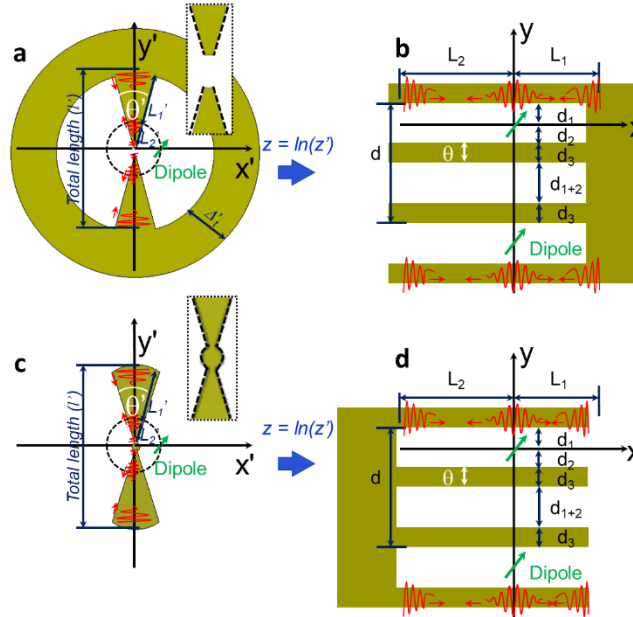 a
y'
θ'
L₁'
L₂'
Total length (l')
x'
Dipole
Δ₁'
z = ln(z')
b
y
L₂
L₁
d₁
d₂
d
θ
d₃
d₁₊₂
d₃
Dipole
c
y'
θ'
L₁'
L₂'
Total length (l')
x'
Dipole
z = ln(z')
d
y
L₂
L₁
x
d₁
d₂
d
θ
d₃
d₁₊₂
d₃
Dipole